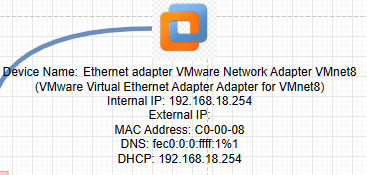 Device Name: Ethernet adapter VMware Network Adapter VMnet8
(VMware Virtual Ethernet Adapter Adapter for VMnet8)
Internal IP: 192.168.18.254
External IP:
MAC Address: C0-00-08
DNS: fec0:0:0:ffff:1%1
DHCP: 192.168.18.254